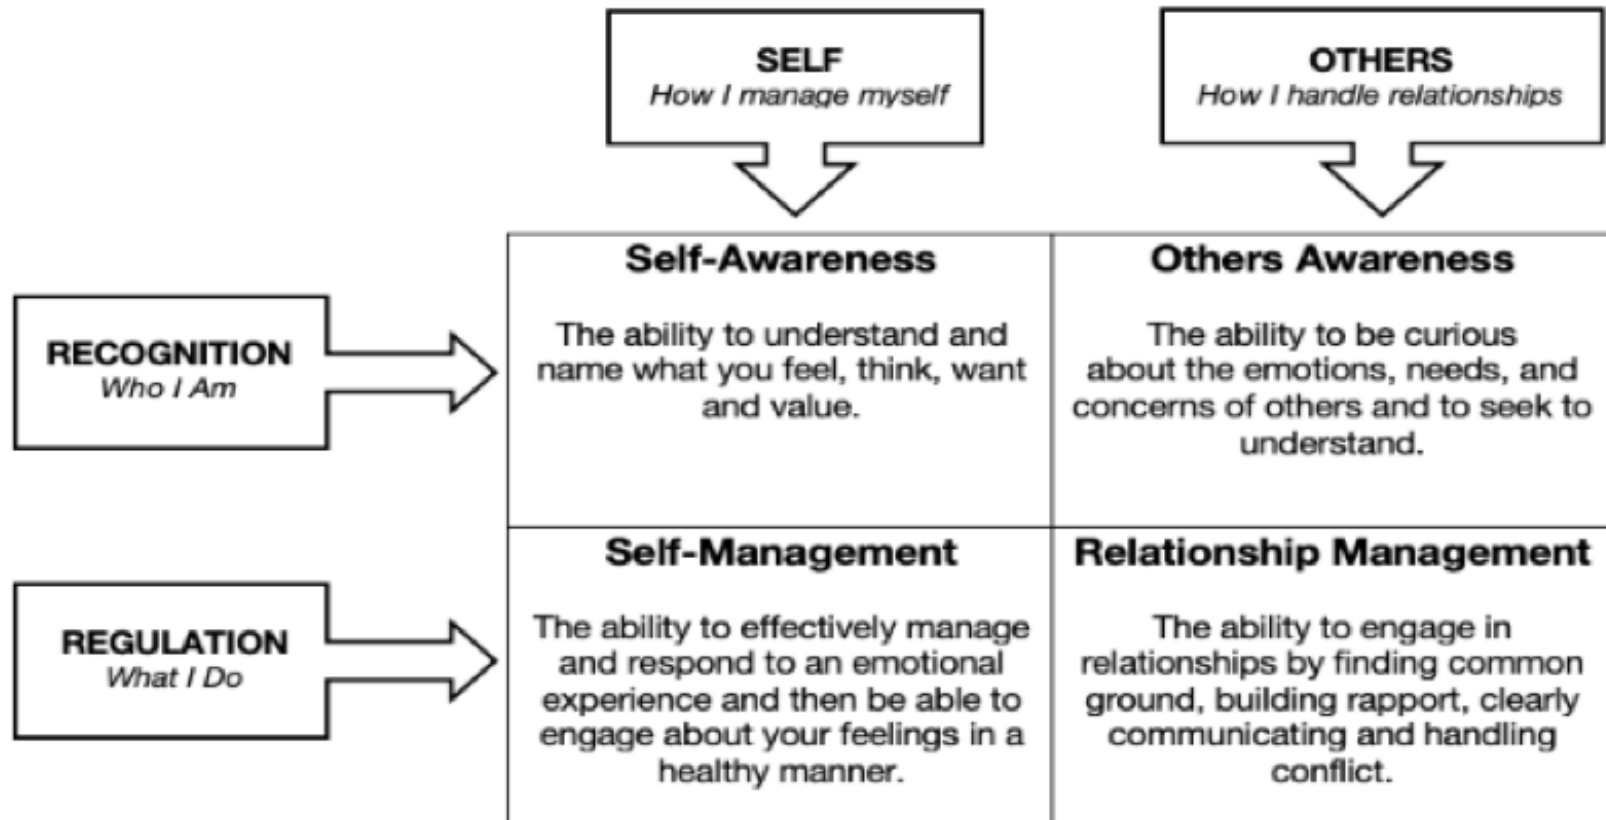 SELF
How I manage myself
OTHERS
How I handle relationships
RECOGNITION
Who I Am
Self-Awareness
The ability to understand and
name what you feel, think, want
and value.
Others Awareness
The ability to be curious
about the emotions, needs, and
concerns of others and to seek to
understand.
REGULATION
What I Do
Self-Management
The ability to effectively manage
and respond to an emotional
experience and then be able to
engage about your feelings in a
healthy manner.
Relationship Management
The ability to engage in
relationships by finding common
ground, building rapport, clearly
communicating and handling
conflict.